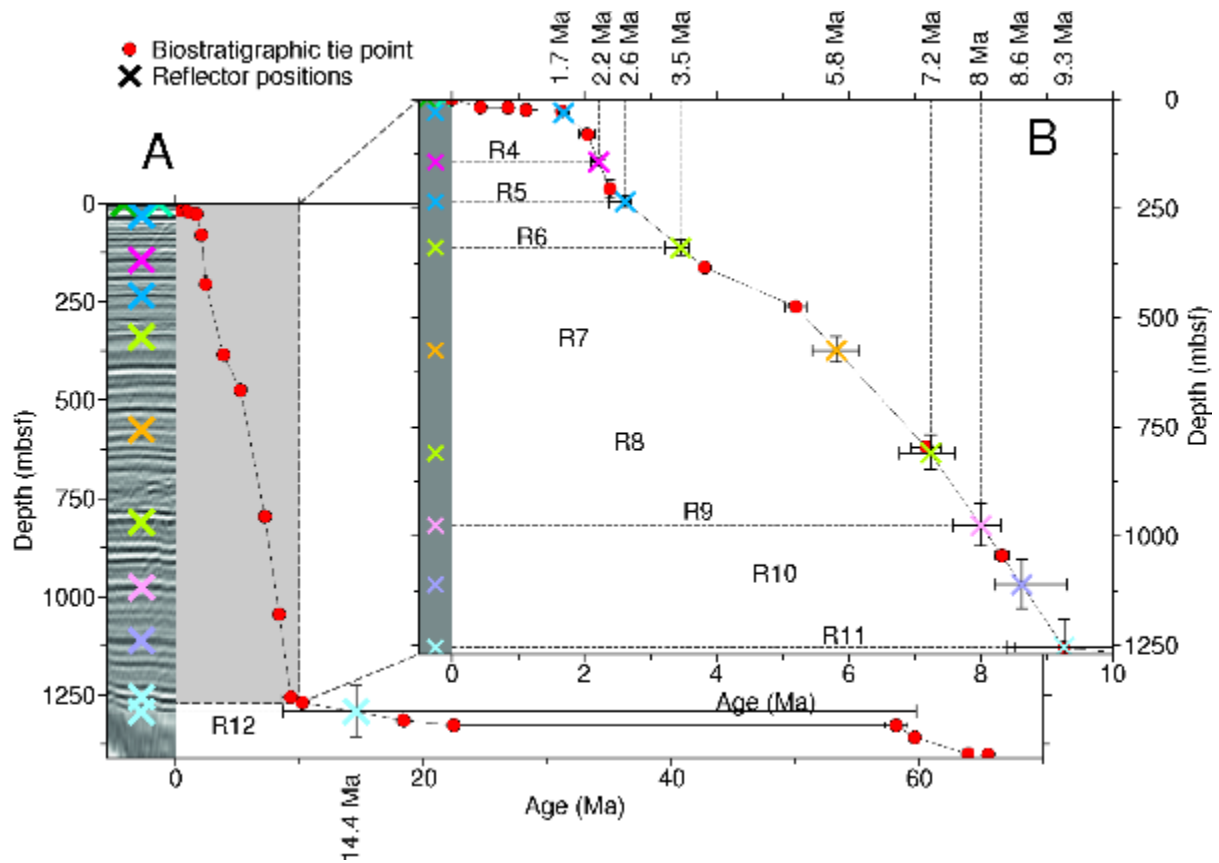 Biostratigraphic tie point
Reflector positions
1.7 Ma
2.2 Ma
2.6 Ma
3.5 Ma
5.8 Ma
7.2 Ma
8 Ma
8.6 Ma
9.3 Ma
A
B
0
250
500
750
1000
1250
Depth (mbsf)
R4
R5
R6
R7
R8
R9
R10
R11
0
2
4
6
8
10
Age (Ma)
0
250
500
750
1000
1250
Depth (mbsf)
R12
0
20
40
60
Age (Ma)
14.4 Ma